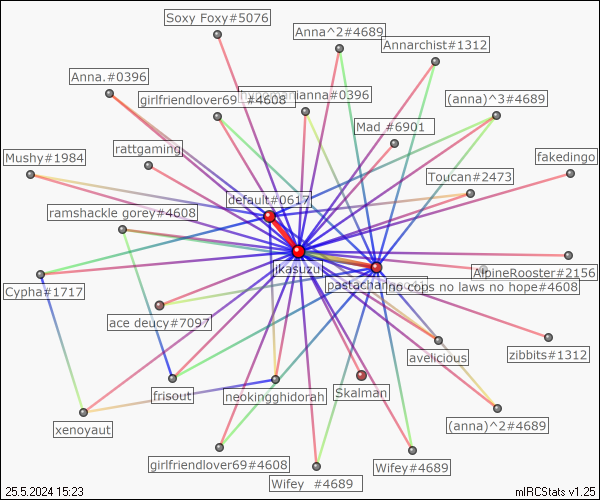 Soxy Foxy#5076
Anna^2#4689
Annarchist#1312
Anna.#0396
girlfriendlover69 #4608
anna#0396
(anna)^3#4689
Mad #6901
Mushy#1984
rattgaming
fakedingo
Toucan#2473
default#0617
ramshackle gorey#4608
jkasuzu
AlpineRooster#2156
no cops no laws no hope#4608
Cypha#1717
ace deucy#7097
avelicious
zibbits#1312
frisout
neokingghidorah
Skalman
xenoyaut
(anna)^2#4689
girlfriendlover69#4608
Wifey #4689
Wifey#4689
25.5.2024 15:23
mIRCStats v1.25